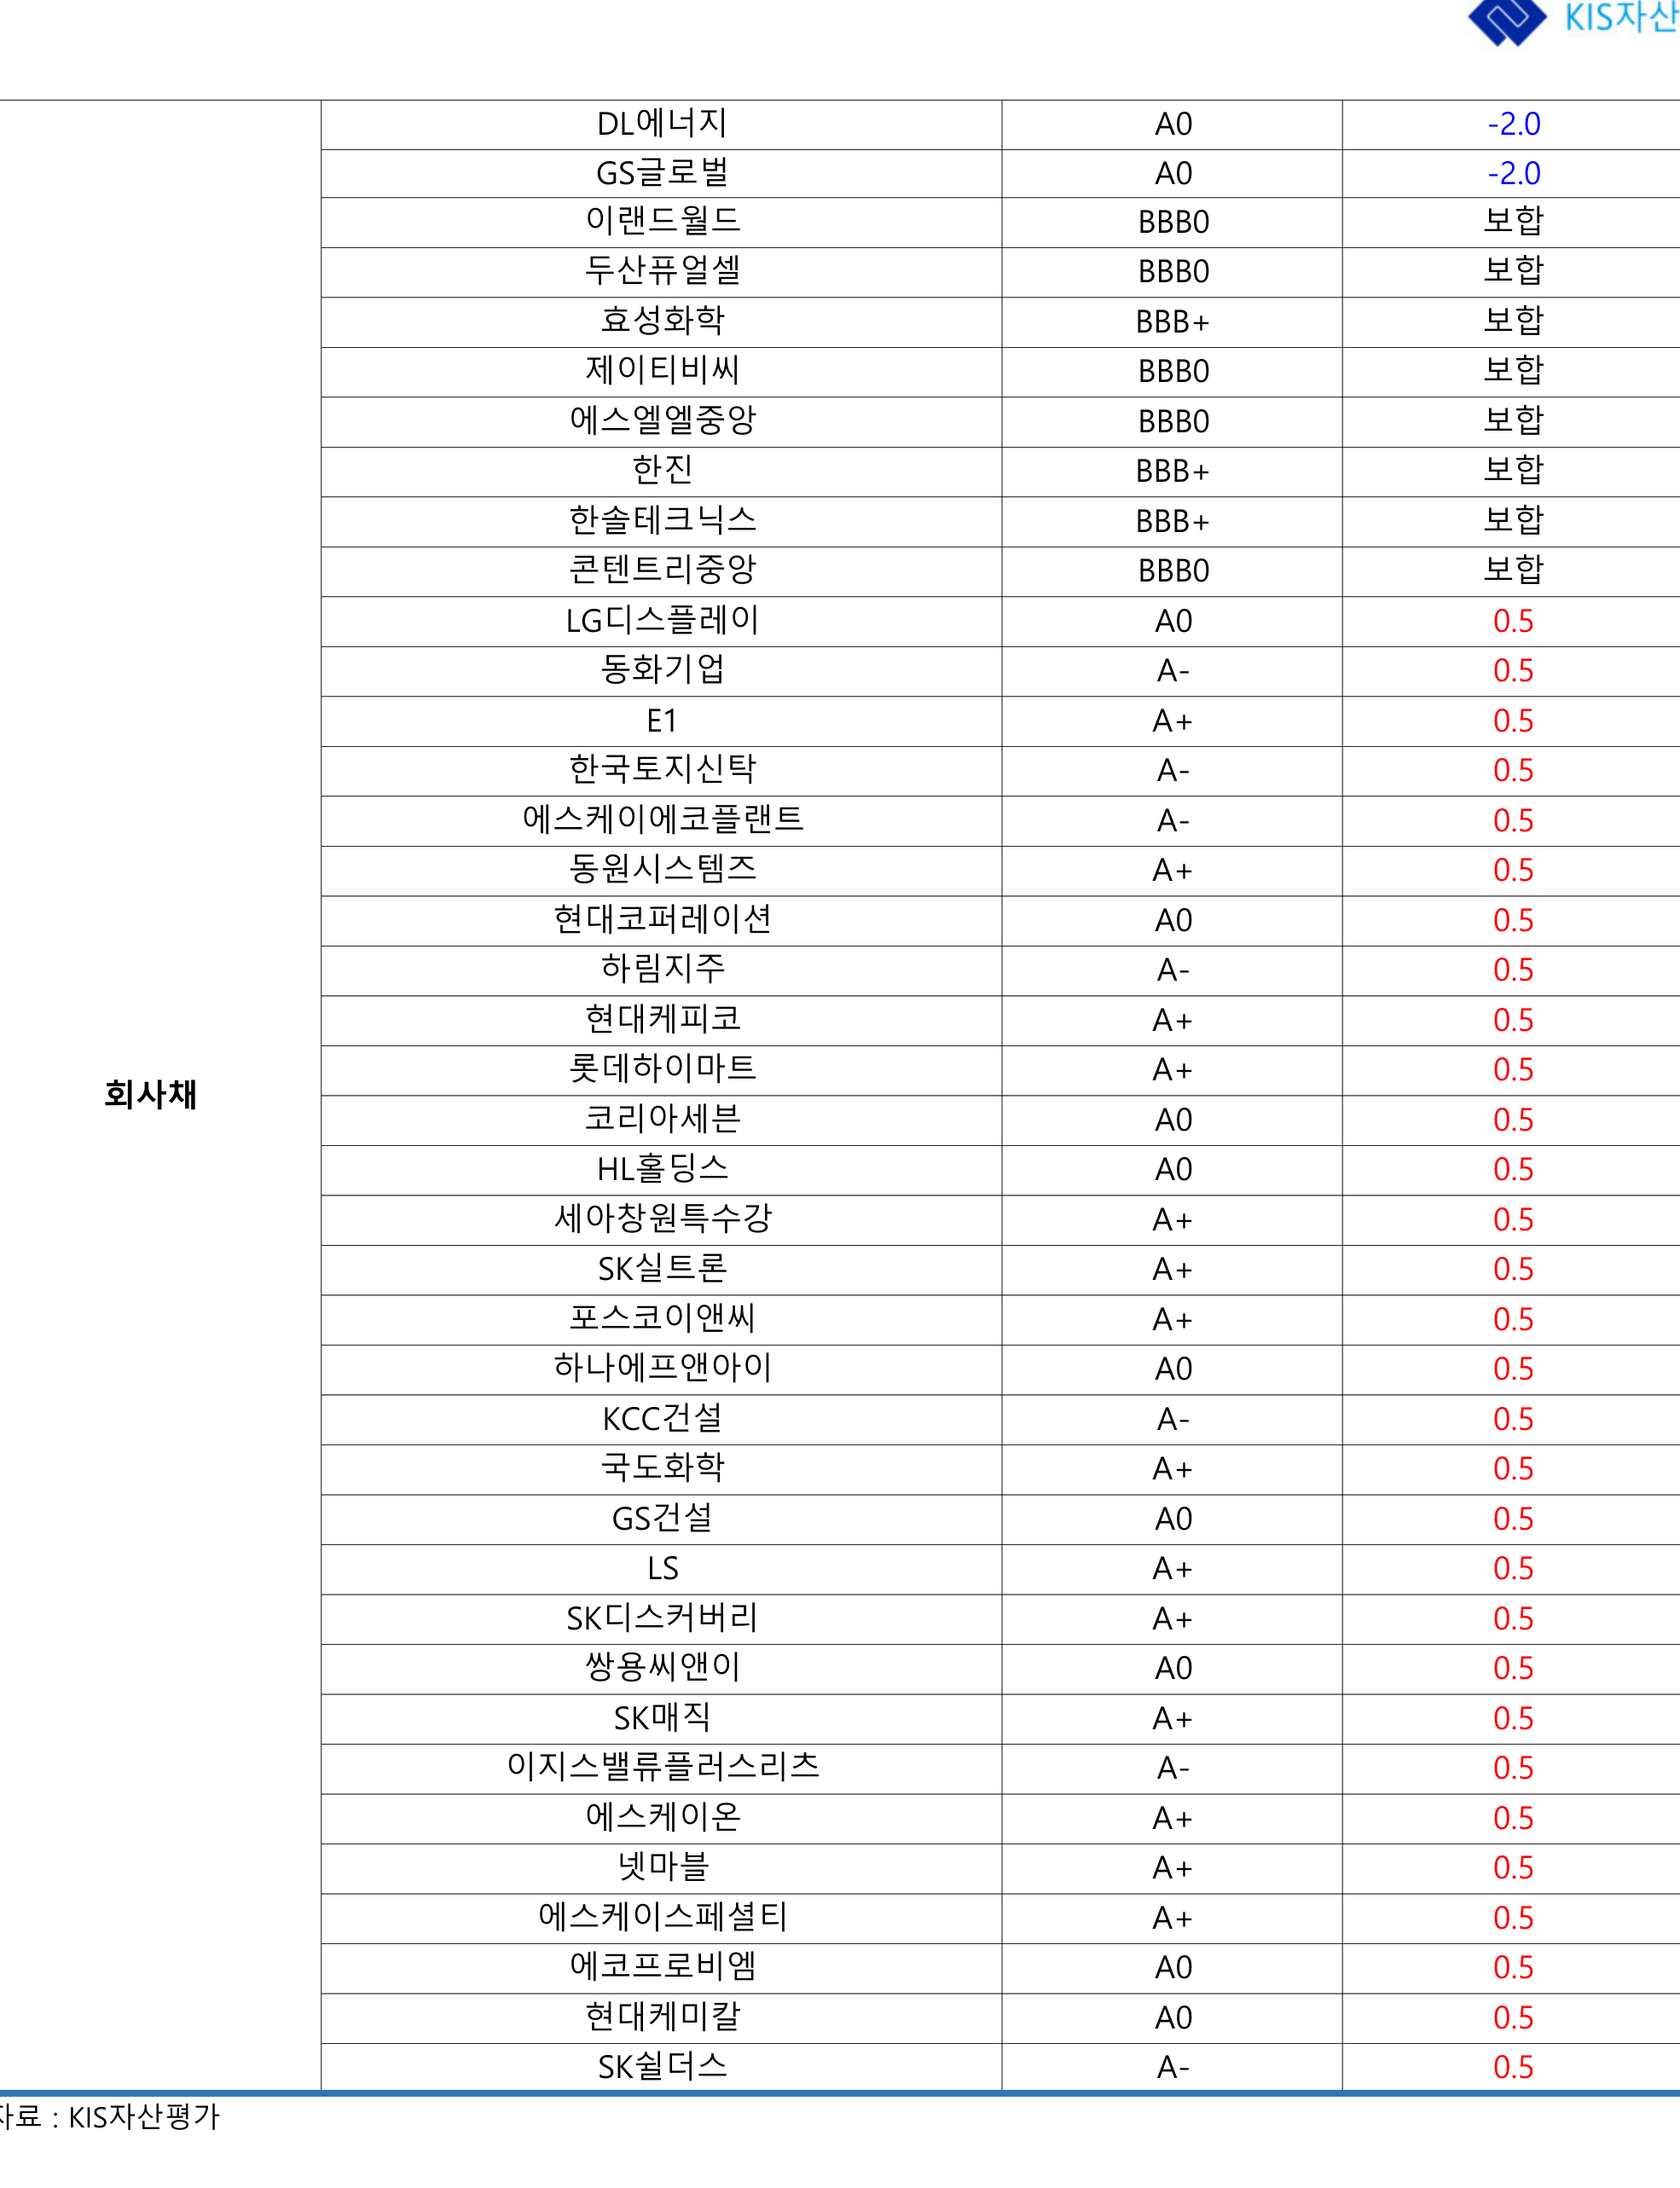 KIS자산
DL에너지 A0 -2.0
GS글로벌 A0 -2.0
이랜드월드 BBB0 보합
두산퓨얼셀 BBB0 보합
효성화학 BBB+ 보합
제이티비씨 BBB0 보합
에스엘엘중앙 BBB0 보합
한진 BBB+ 보합
한솔테크닉스 BBB+ 보합
콘텐트리중앙 BBB0 보합
LG디스플레이 A0 0.5
동화기업 A- 0.5
E1 A+ 0.5
한국토지신탁 A- 0.5
에스케이에코플랜트 A- 0.5
동원시스템즈 A+ 0.5
현대코퍼레이션 A0 0.5
하림지주 A- 0.5
현대케피코 A+ 0.5
롯데하이마트 A+ 0.5
회사채
코리아세븐 A0 0.5
HL홀딩스 A0 0.5
세아창원특수강 A+ 0.5
SK실트론 A+ 0.5
포스코이앤씨 A+ 0.5
하나에프앤아이 A0 0.5
KCC건설 A- 0.5
국도화학 A+ 0.5
GS건설 A0 0.5
LS A+ 0.5
SK디스커버리 A+ 0.5
쌍용씨앤이 A0 0.5
SK매직 A+ 0.5
이지스밸류플러스리츠 A- 0.5
에스케이온 A+ 0.5
넷마블 A+ 0.5
에스케이스페셜티 A+ 0.5
에코프로비엠 A0 0.5
현대케미칼 A0 0.5
SK쉴더스 A- 0.5
자료 : KIS자산평가